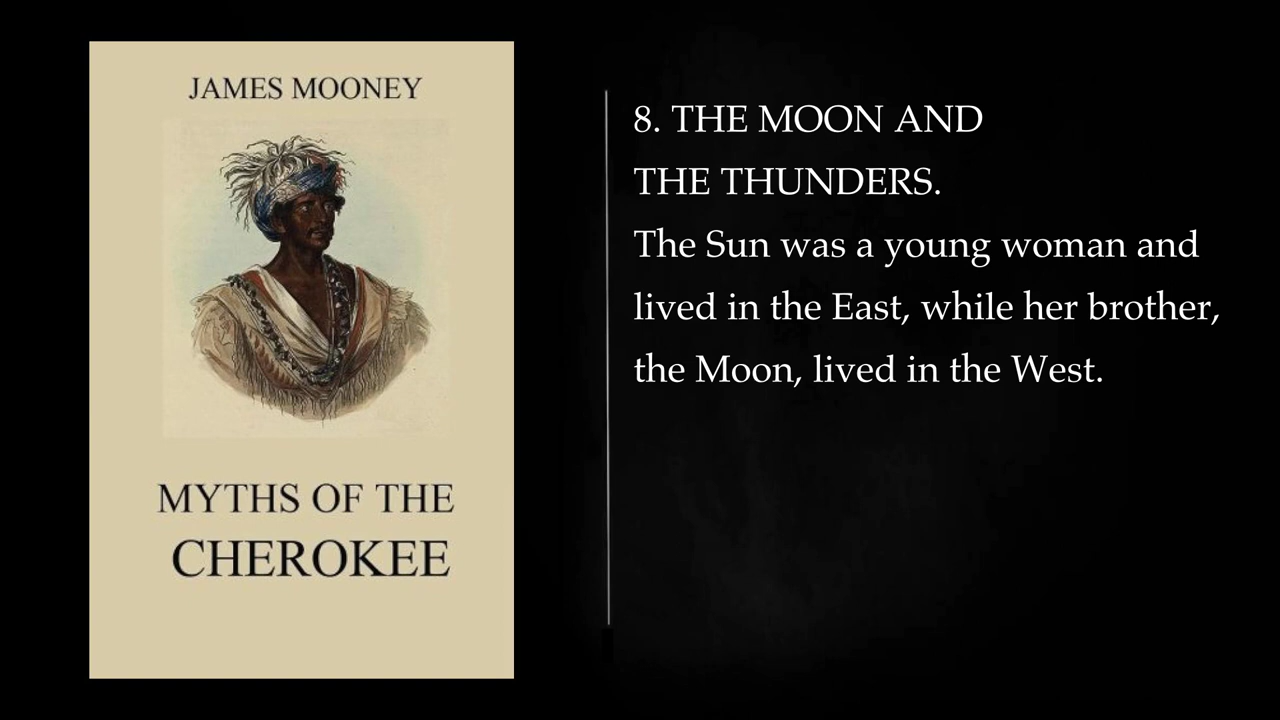 JAMES MOONEY
MYTHS OF THE
CHEROKEE
8. THE MOON AND
THE THUNDERS.
The Sun was a young woman and
lived in the East, while her brother,
the Moon, lived in the West.